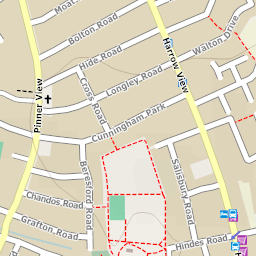 Moat
Bolton Road
Hide Road
Harrow View
Walton Drive
Longley Road
Cross Road
Pinner View
Cunningham Park
Salisbury Road
Beresford Road
Chandos Road
Grafton Road
Hindes Road